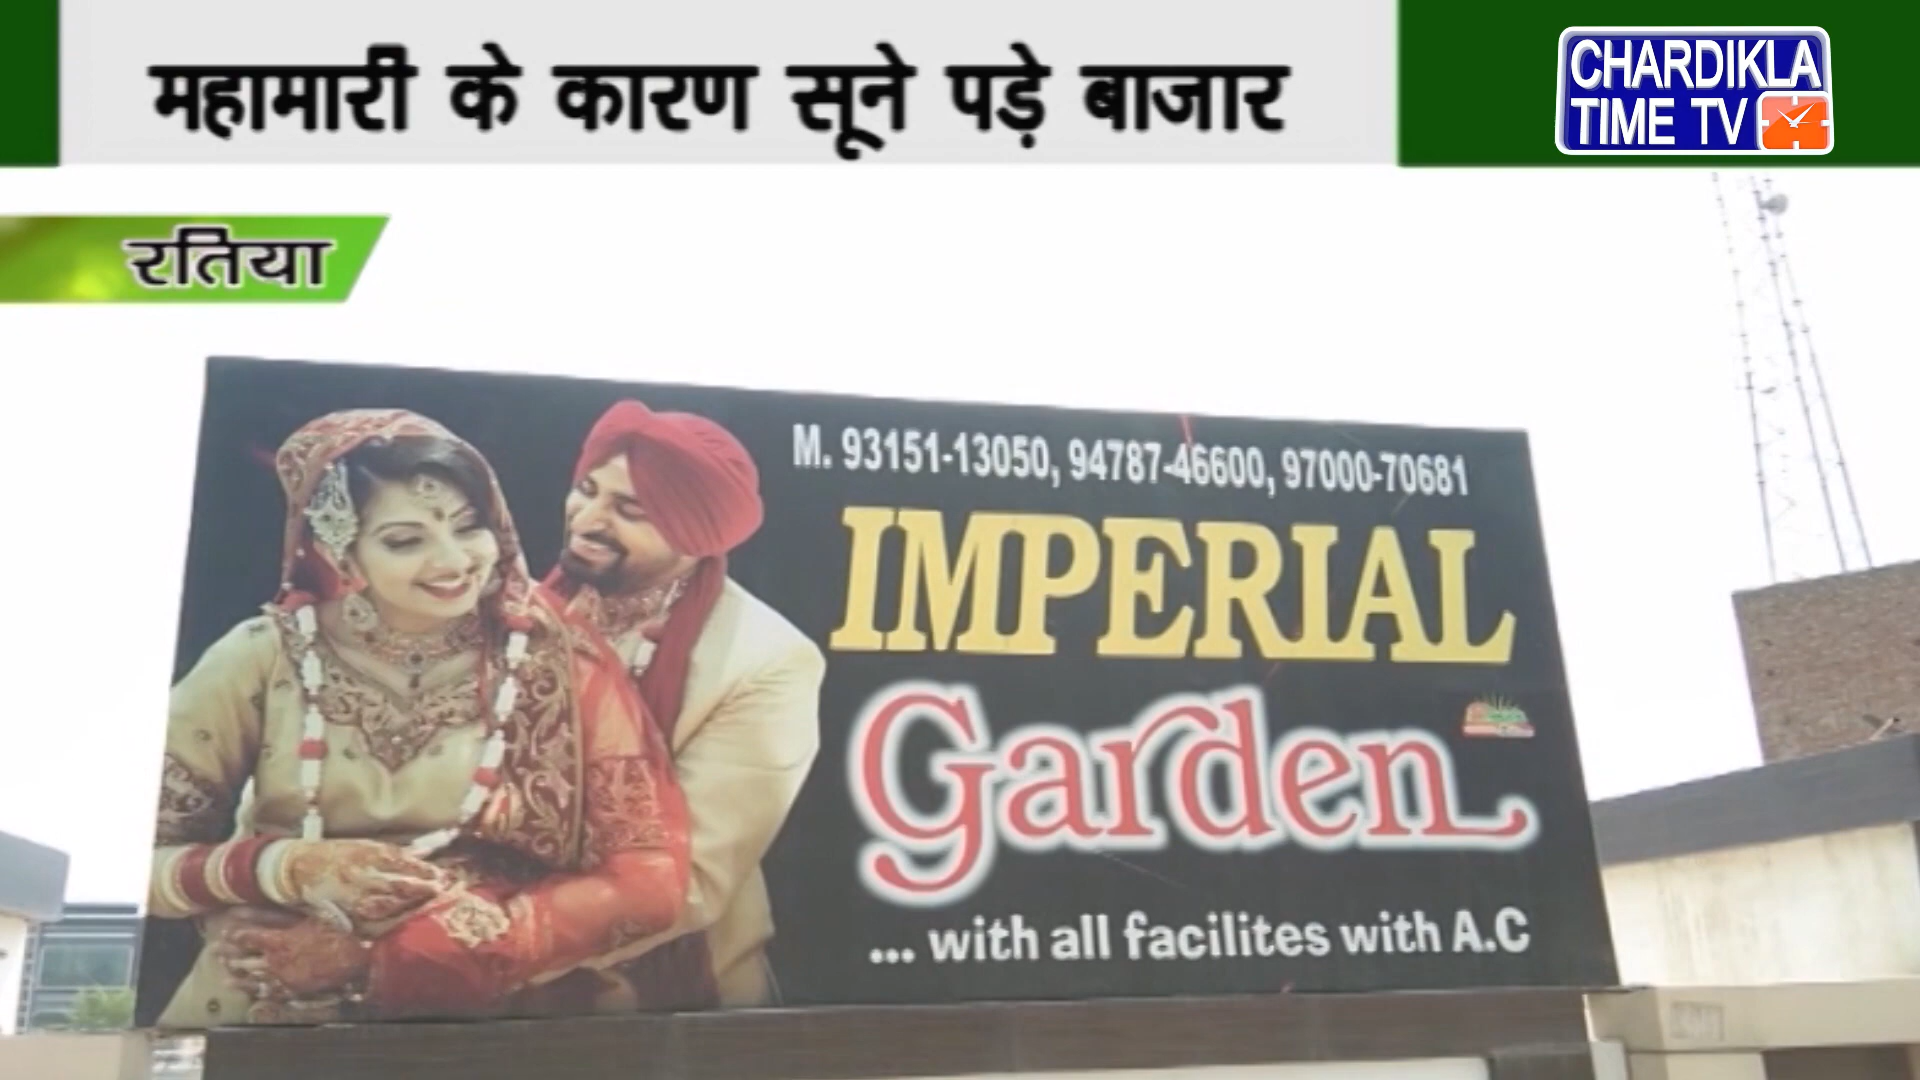 महामारी के कारण सूने पड़े बाजार
CHARDIKLA
TIME TV
रतिया
M. 93151-13050, 94787-46600, 97000-70681
IMPERIAL
Garden
... with all facilites with A.C